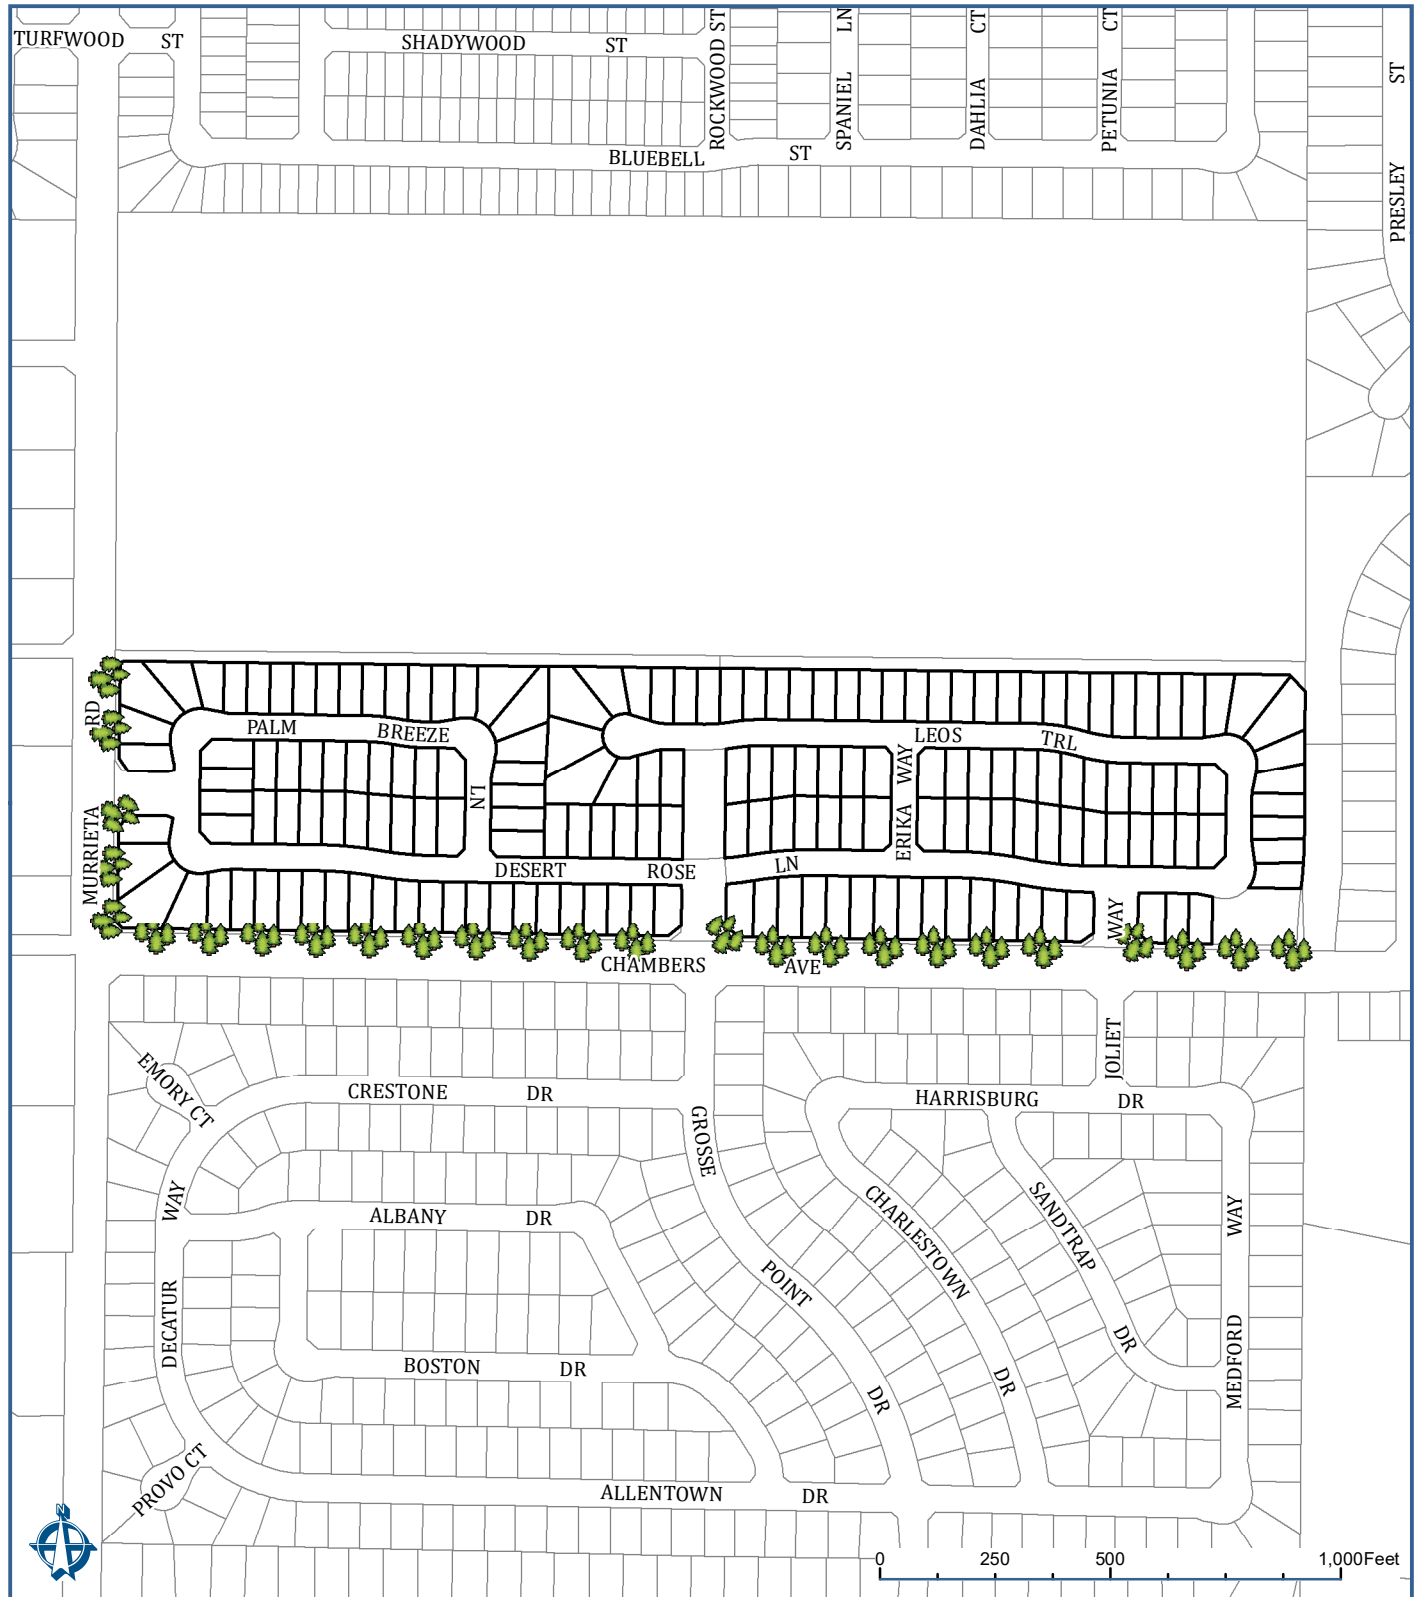 TURFWOOD ST
SHADYWOOD ST
ROCKWOOD ST
SPANIEL LN
DAHLIA CT
PETUNIA CT
PRESLEY ST
BLUEBELL ST
MURRIETA RD
PALM BREEZE LN
LEOS TRL
ERIKA WAY
DESERT ROSE LN
CHAMBERS AVE
JOLIET WAY
EMORY CT
CRESTONE DR
HARRISBURG DR
GROSSE POINT DR
DECATUR WAY
ALBANY DR
CHARLESTOWN DR
SANDTRAP DR
MEDFORD WAY
BOSTON DR
PROVO CT
ALLENTOWN DR
N
0 250 500 1,000Feet